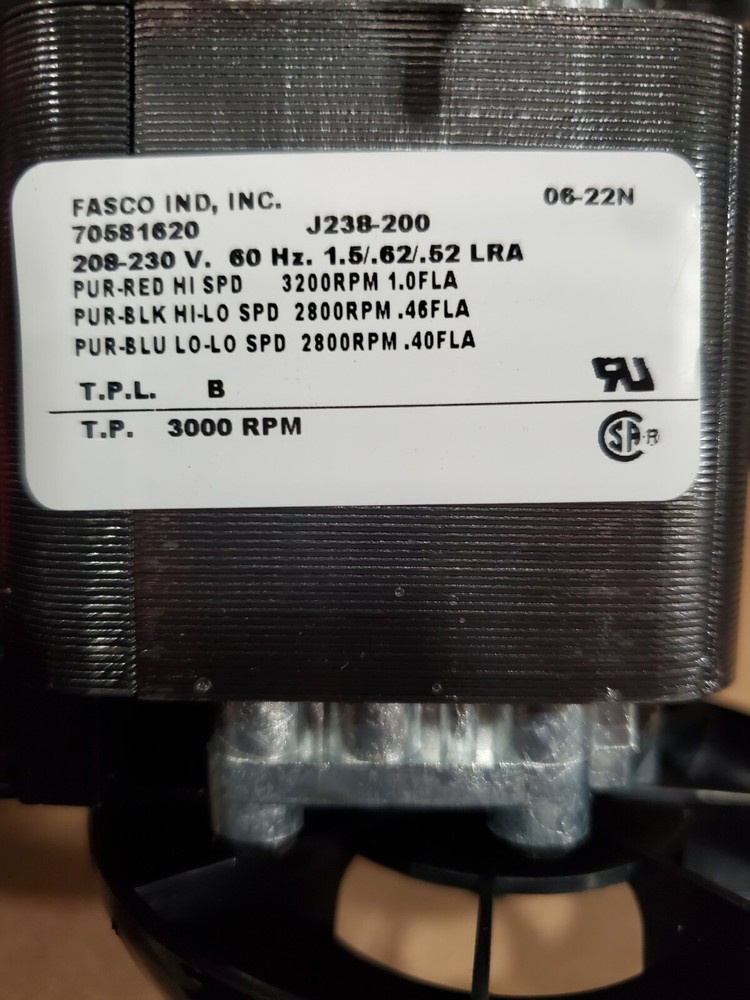 FASCO IND, INC. 06-22N
70581620 J238-200
208-230 V. 60 Hz. 1.5/.62/.52 LRA
PUR-RED HI SPD 3200RPM 1.0FLA
PUR-BLK HI-LO SPD 2800RPM .46FLA
PUR-BLU LO-LO SPD 2800RPM .40FLA
T.P.L. B
RU
T.P. 3000 RPM
SA R